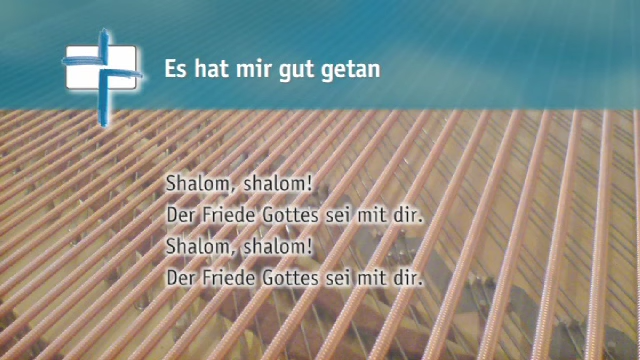 Es hat mir gut getan
Shalom, shalom!
Der Friede Gottes sei mit dir.
Shalom, shalom!
Der Friede Gottes sei mit dir.